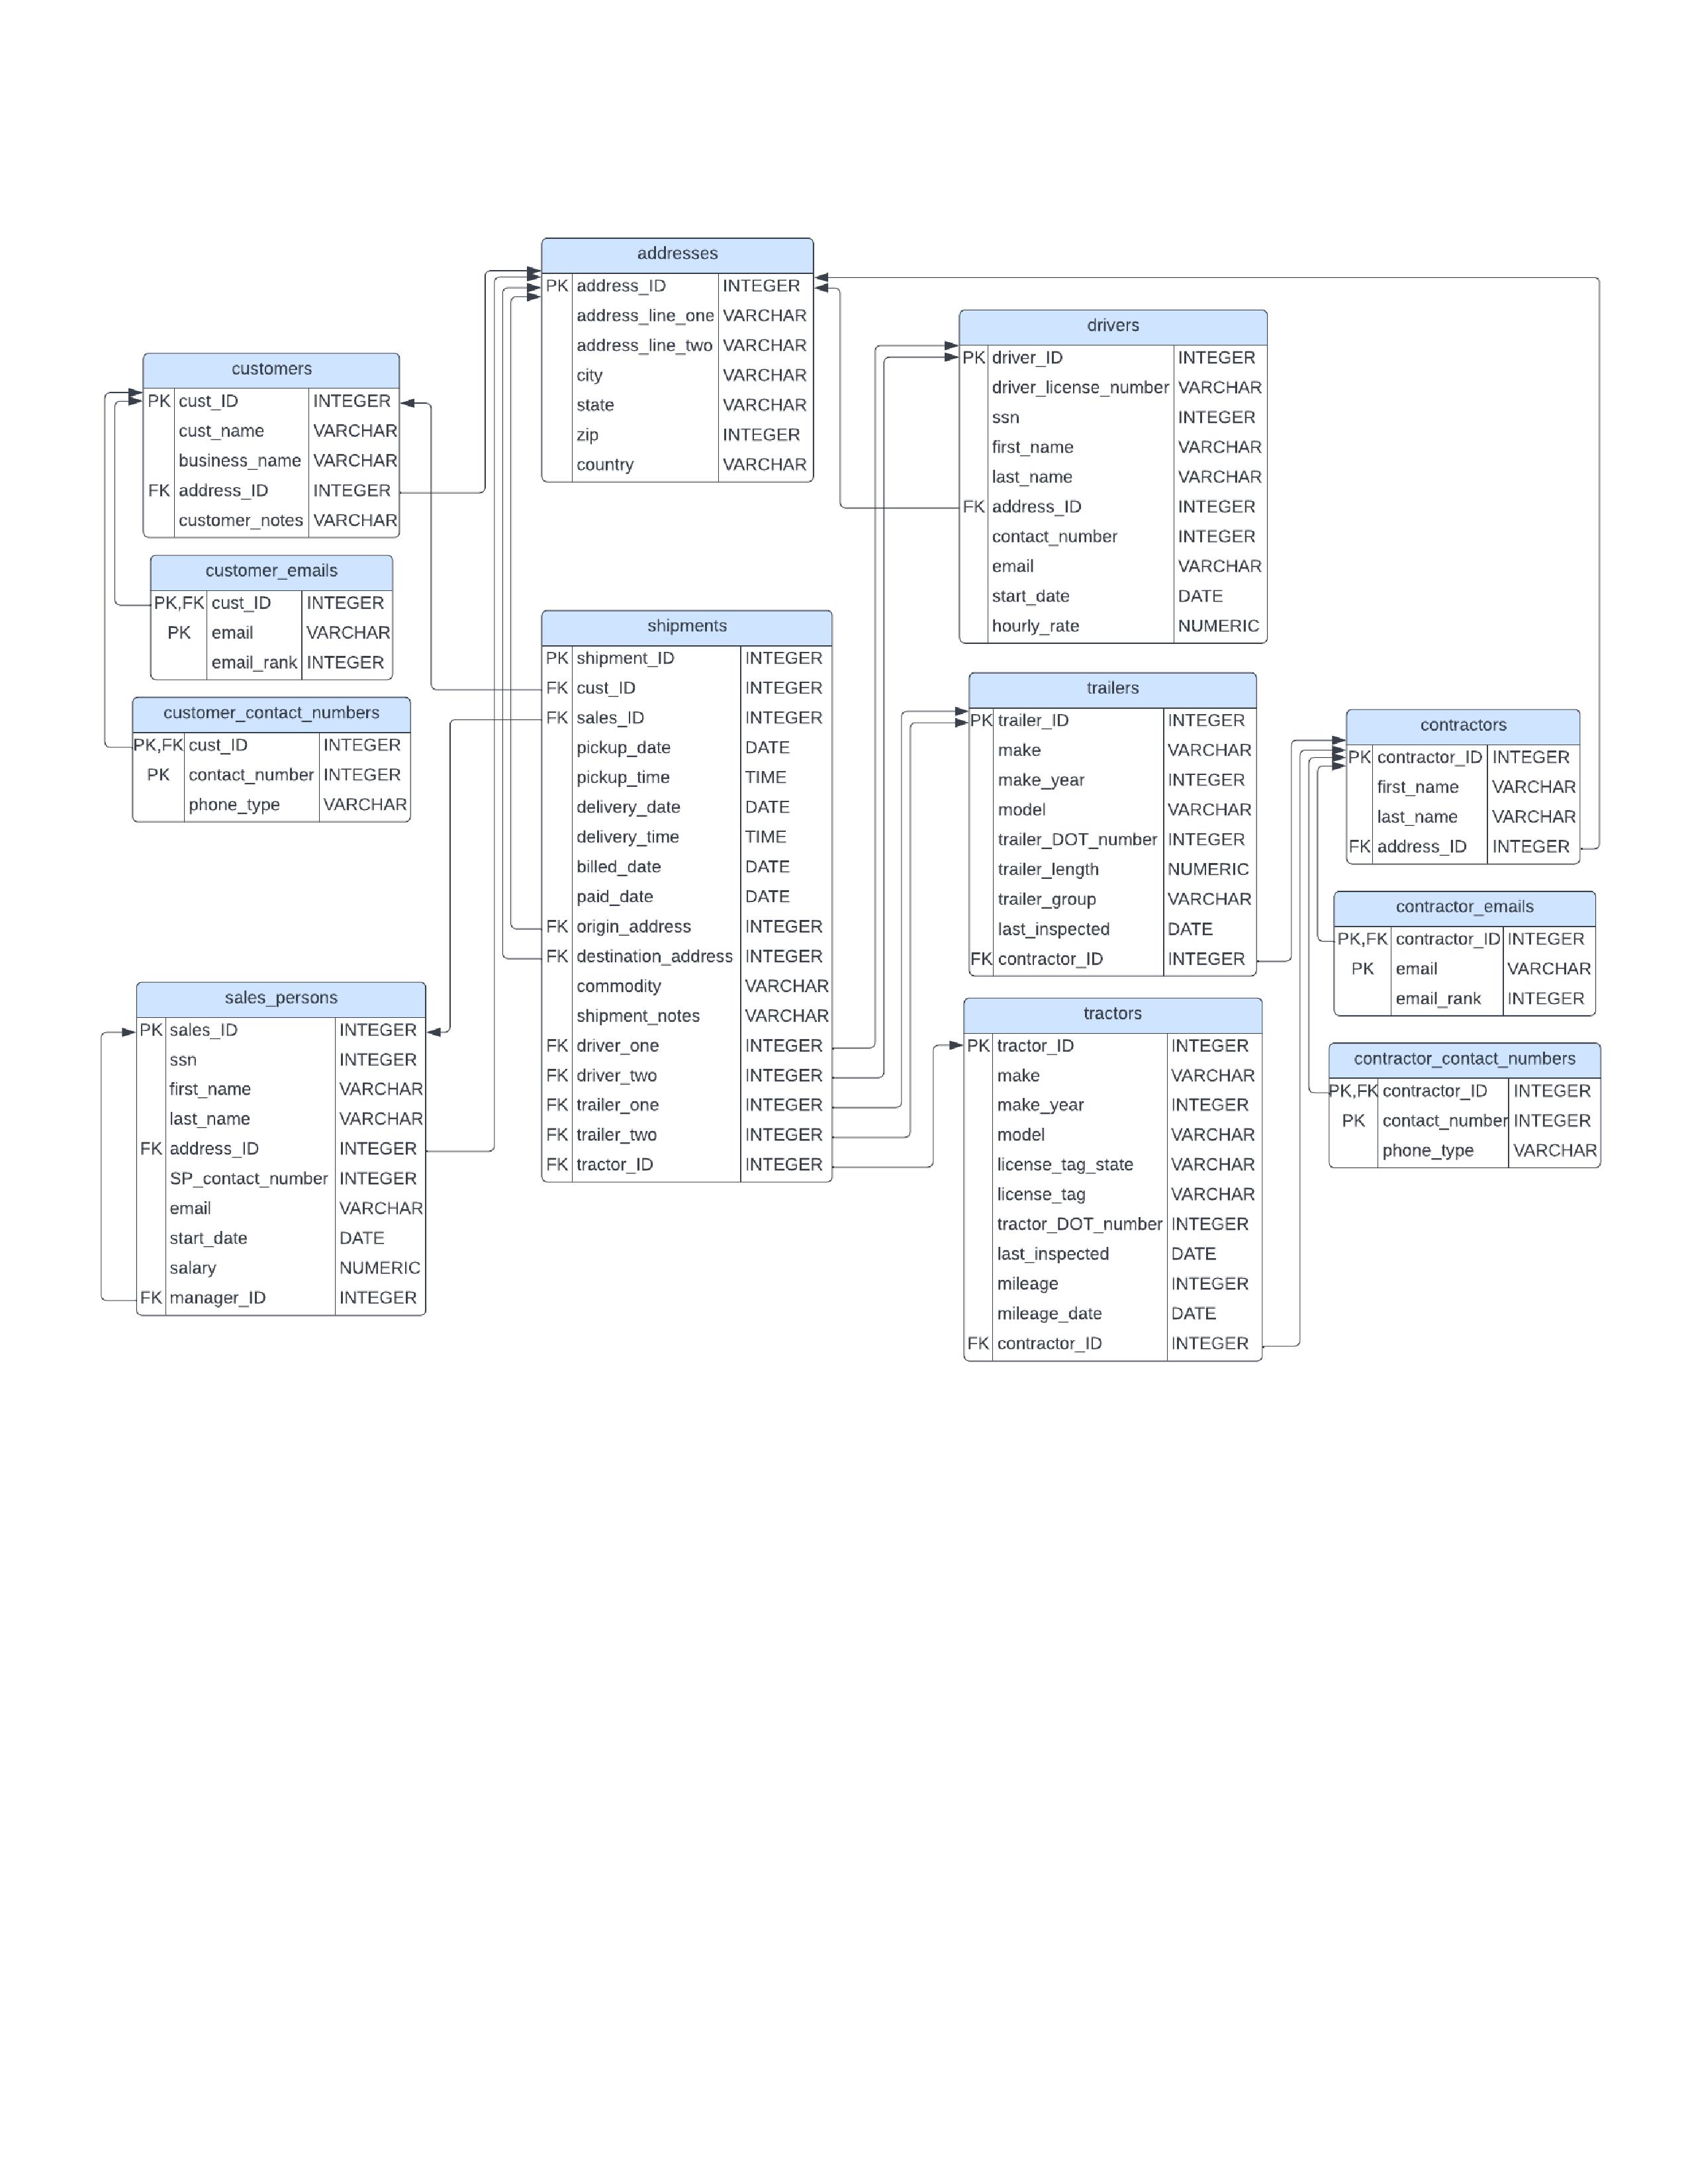 addresses
PK address_ID INTEGER
address_line_one VARCHAR
address_line_two VARCHAR
city VARCHAR
state VARCHAR
zip INTEGER
country VARCHAR
customers
PK cust_ID INTEGER
cust_name VARCHAR
business_name VARCHAR
FK address_ID INTEGER
customer_notes VARCHAR
customer_emails
PK,FK cust_ID INTEGER
PK email VARCHAR
email_rank INTEGER
customer_contact_numbers
PK,FK cust_ID INTEGER
PK contact_number INTEGER
phone_type VARCHAR
sales_persons
PK sales_ID INTEGER
ssn INTEGER
first_name VARCHAR
last_name VARCHAR
FK address_ID INTEGER
SP_contact_number INTEGER
email VARCHAR
start_date DATE
salary NUMERIC
FK manager_ID INTEGER
shipments
PK shipment_ID INTEGER
FK cust_ID INTEGER
FK sales_ID INTEGER
pickup_date DATE
pickup_time TIME
delivery_date DATE
delivery_time TIME
billed_date DATE
paid_date DATE
FK origin_address INTEGER
FK destination_address INTEGER
commodity VARCHAR
shipment_notes VARCHAR
FK driver_one INTEGER
FK driver_two INTEGER
FK trailer_one INTEGER
FK trailer_two INTEGER
FK tractor_ID INTEGER
drivers
PK driver_ID INTEGER
driver_license_number VARCHAR
ssn INTEGER
first_name VARCHAR
last_name VARCHAR
FK address_ID INTEGER
contact_number INTEGER
email VARCHAR
start_date DATE
hourly_rate NUMERIC
trailers
PK trailer_ID INTEGER
make VARCHAR
make_year INTEGER
model VARCHAR
trailer_DOT_number INTEGER
trailer_length NUMERIC
trailer_group VARCHAR
last_inspected DATE
FK contractor_ID INTEGER
tractors
PK tractor_ID INTEGER
make VARCHAR
make_year INTEGER
model VARCHAR
license_tag_state VARCHAR
license_tag VARCHAR
tractor_DOT_number INTEGER
last_inspected DATE
mileage INTEGER
mileage_date DATE
FK contractor_ID INTEGER
contractors
PK contractor_ID INTEGER
first_name VARCHAR
last_name VARCHAR
FK address_ID INTEGER
contractor_emails
PK,FK contractor_ID INTEGER
PK email VARCHAR
email_rank INTEGER
contractor_contact_numbers
PK,FK contractor_ID INTEGER
PK contact_number INTEGER
phone_type VARCHAR